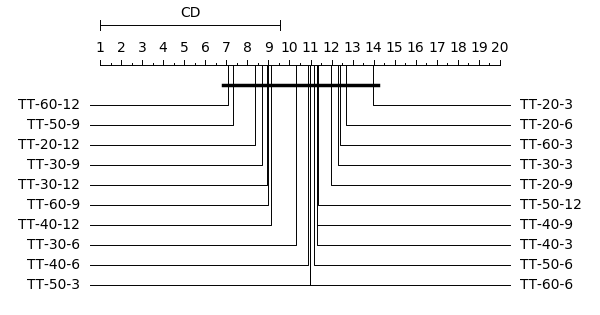 CD
1 2 3 4 5 6 7 8 9 10 11 12 13 14 15 16 17 18 19 20
TT-60-12 TT-20-3
TT-50-9 TT-20-6
TT-20-12 TT-60-3
TT-30-9 TT-30-3
TT-30-12 TT-20-9
TT-60-9 TT-50-12
TT-40-12 TT-40-9
TT-30-6 TT-40-3
TT-40-6 TT-50-6
TT-50-3 TT-60-6